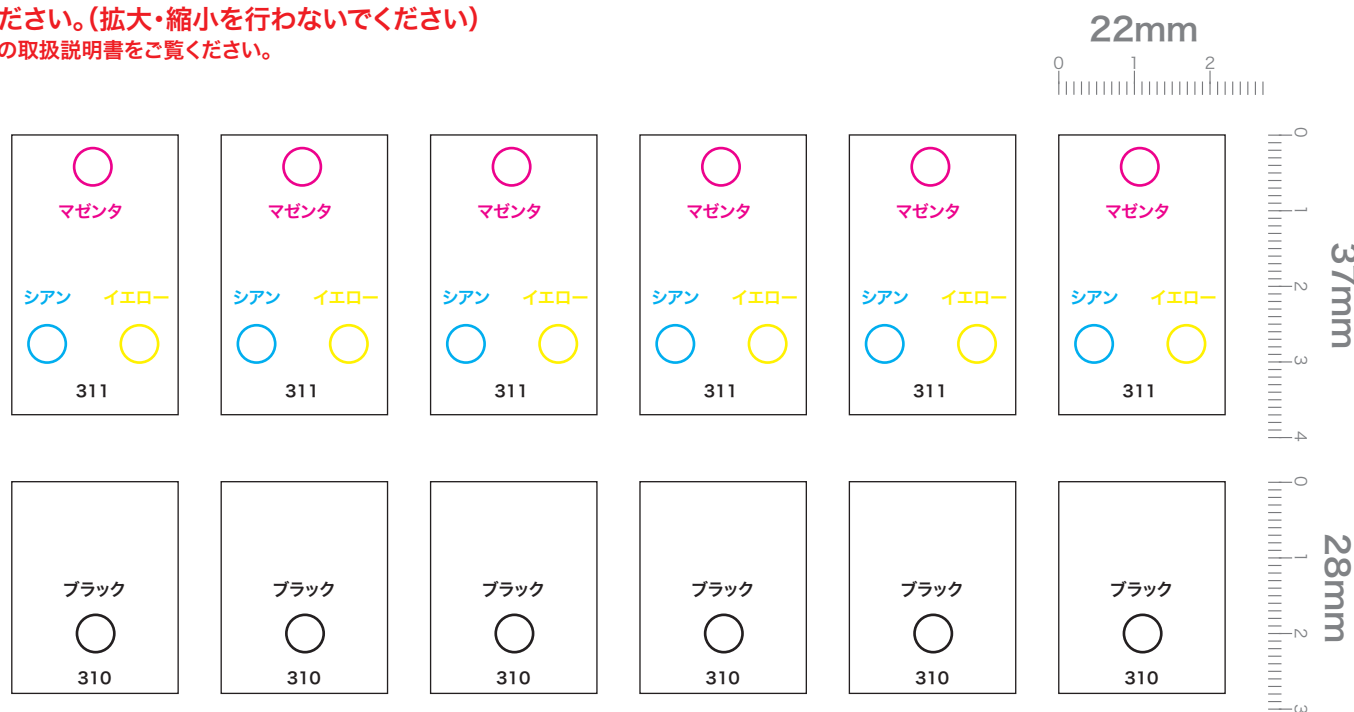 ださい。(拡大・縮小を行わないでください)
の取扱説明書をご覧ください。
22mm
0 1 2
マゼンタ マゼンタ マゼンタ マゼンタ マゼンタ マゼンタ
シアン イエロー シアン イエロー シアン イエロー シアン イエロー シアン イエロー シアン イエロー
311 311 311 311 311 311
0 1 2 3 4
37mm
ブラック ブラック ブラック ブラック ブラック ブラック
310 310 310 310 310 310
0 1 2 3
28mm